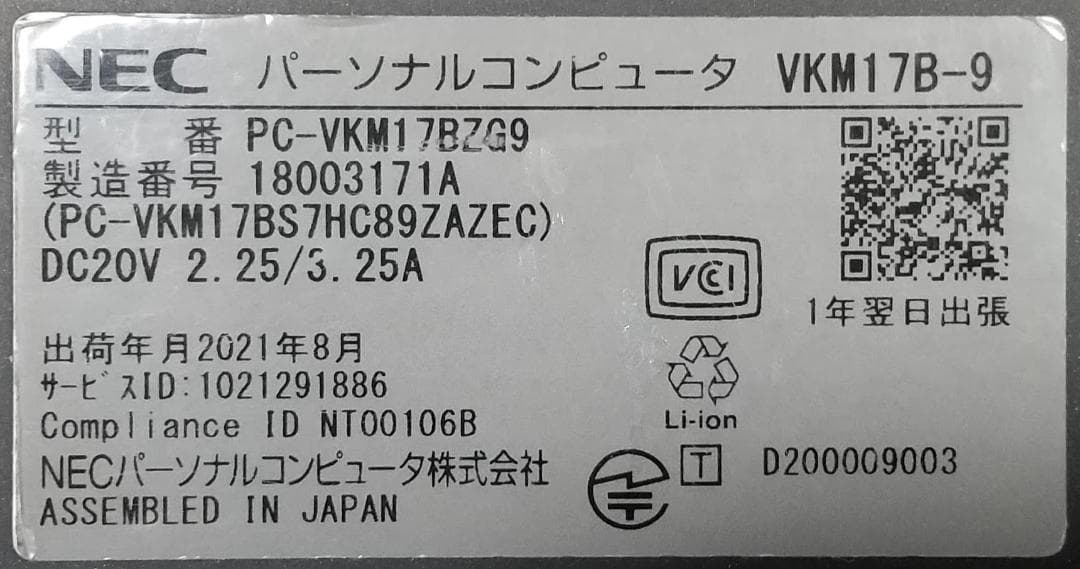 NEC パーソナルコンピュータ VKM17B-9
型 番 PC-VKM17BZG9
製造番号 18003171A
(PC-VKM17BS7HC89ZAZEC)
DC20V 2.25/3.25A
VCCI
1年翌日出張
出荷年月2021年8月
ｻｰﾋﾞｽID:1021291886
Compliance ID NT00106B
Li-ion
NECパーソナルコンピュータ株式会社
T D200009003
ASSEMBLED IN JAPAN